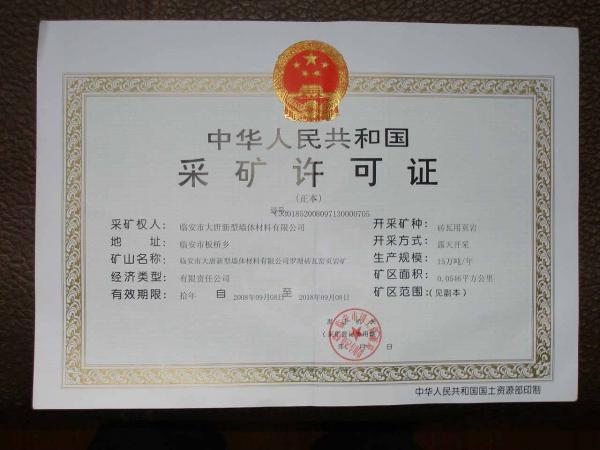 中华人民共和国
采矿许可证
(正本)
证号:
采矿权人: 临安市大唐新型墙体材料有限公司 开采矿种: 砖瓦用页岩
地 址: 临安市板桥乡 开采方式: 露天开采
矿山名称: 临安市大唐新型墙体材料有限公司罗附砖瓦窑页岩矿 生产规模: 15万吨/年
经济类型: 有限责任公司 矿区面积: 0.0546平方公里
有效期限: 拾年 自 2008年09月08日 至 2018年09月08日 矿区范围: (见副本)
中华人民共和国国土资源部印制